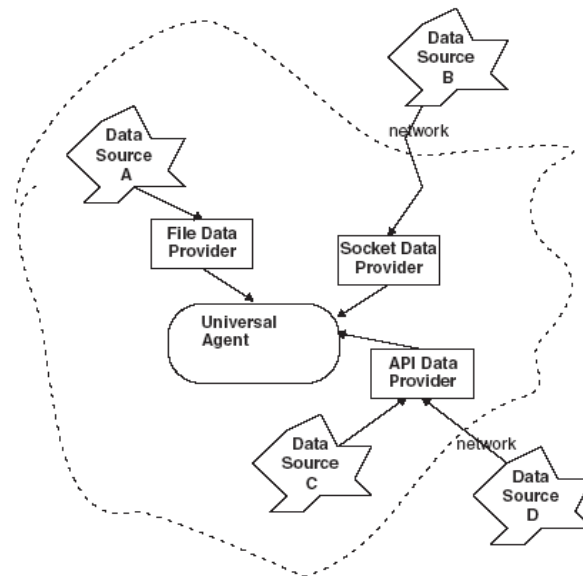 Data
Source
B
network
Data
Source
A
File Data
Provider
Socket Data
Provider
Universal
Agent
API Data
Provider
Data
Source
C
network
Data
Source
D